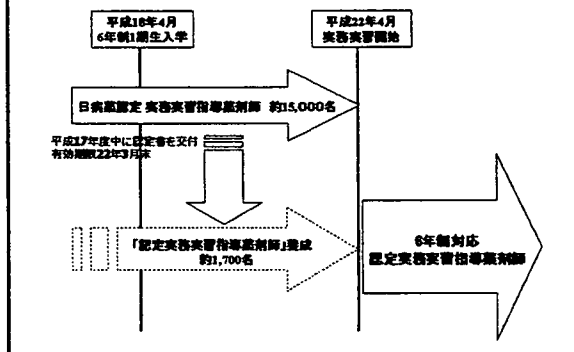 平成18年4月
6年制1期生入学
平成22年4月
実務実習開始
日病薬認定 実務実習指導薬剤師 約15,000名
平成17年度中に認定書を交付
有効期限22年3月末
「認定実務実習指導薬剤師」養成
約1,700名
6年制対応
認定実務実習指導薬剤師